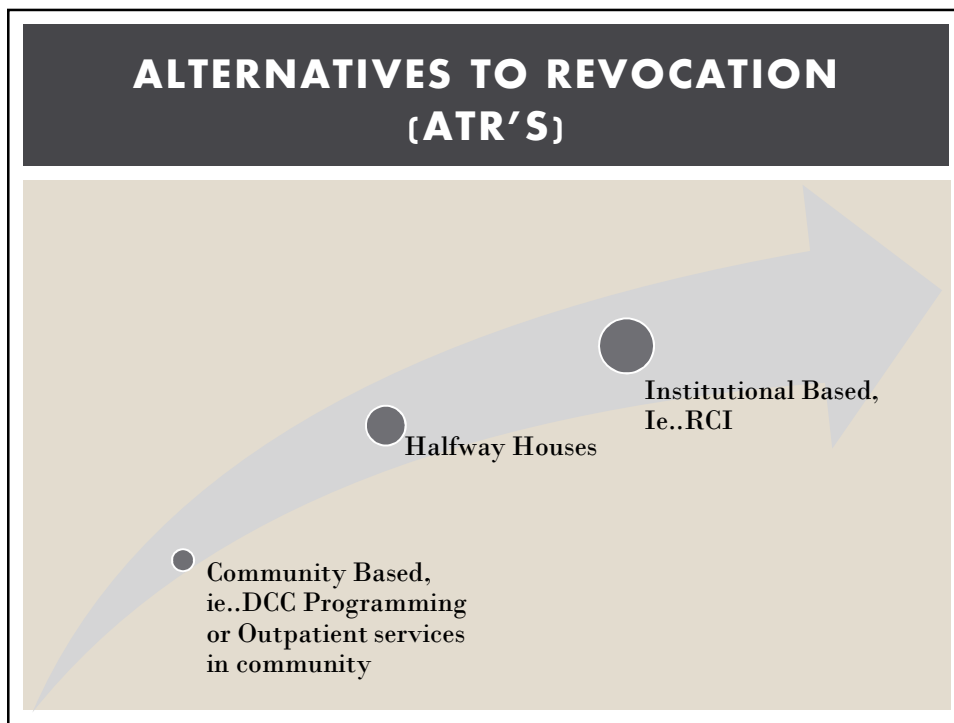 ALTERNATIVES TO REVOCATION
(ATR’S)
Institutional Based,
Ie..RCI
Halfway Houses
Community Based,
ie..DCC Programming
or Outpatient services
in community